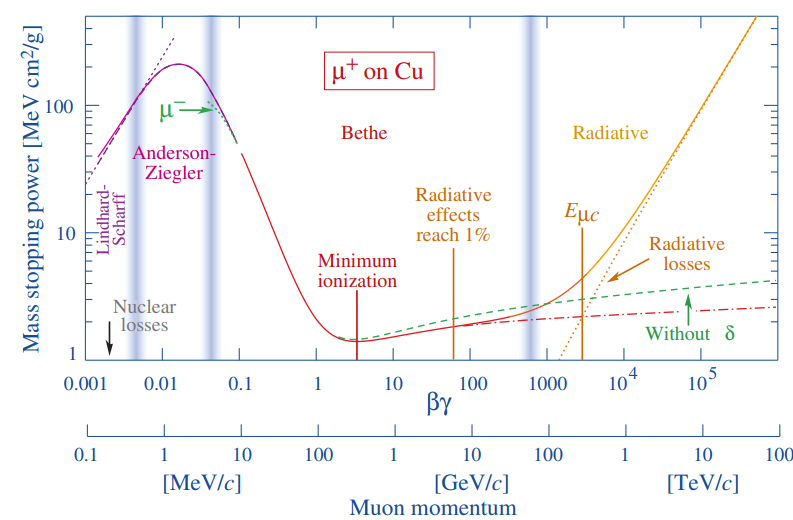 Mass stopping power [MeV cm2/g]
100
10
1
μ+ on Cu
μ−
Anderson-
Ziegler
Lindhard-
Scharff
Bethe
Radiative
Radiative
effects
reach 1%
Eμc
Minimum
ionization
Radiative
losses
Nuclear
losses
Without δ
0.001 0.01 0.1 1 10 100 1000 10⁴ 10⁵
βγ
0.1 1 10 100 1 10 100 1 10 100
[MeV/c] [GeV/c] [TeV/c]
Muon momentum